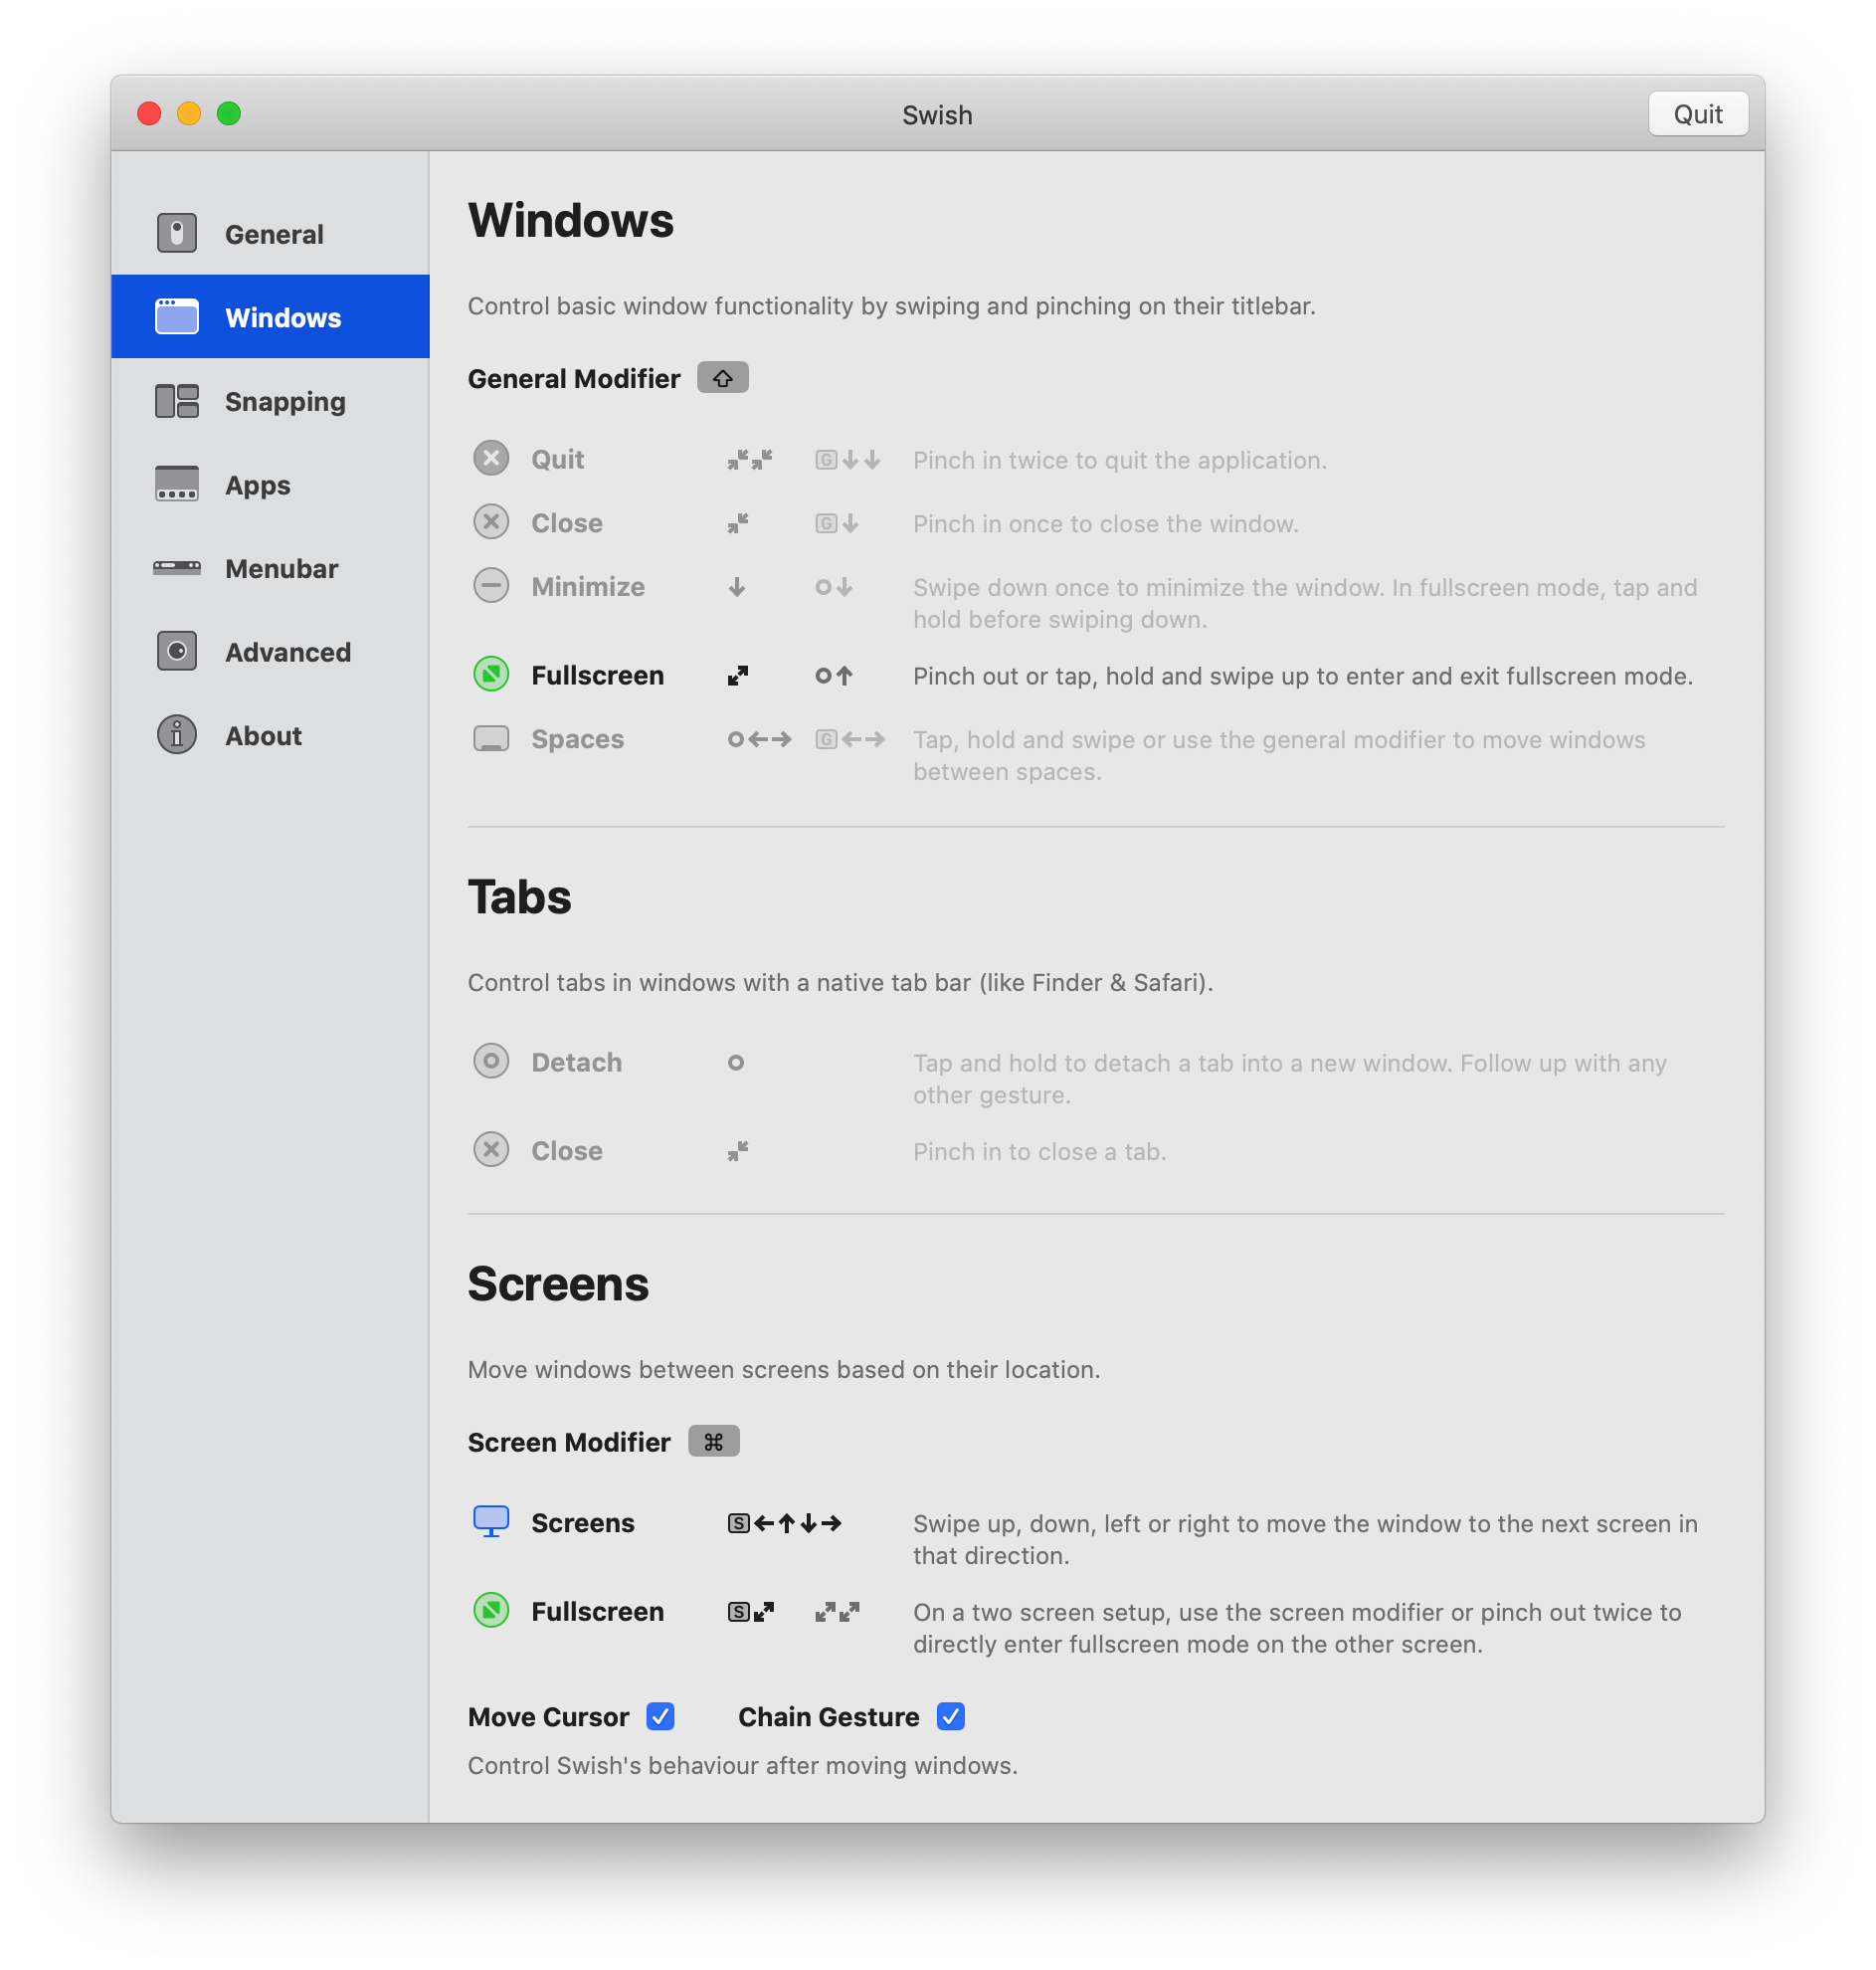 Swish
Quit
General
Windows
Snapping
Apps
Menubar
Advanced
About
Windows
Control basic window functionality by swiping and pinching on their titlebar.
General Modifier ⇧
Quit G↓↓ Pinch in twice to quit the application.
Close G↓ Pinch in once to close the window.
Minimize ↓ ↓ Swipe down once to minimize the window. In fullscreen mode, tap and
hold before swiping down.
Fullscreen ↑ Pinch out or tap, hold and swipe up to enter and exit fullscreen mode.
Spaces ←→ G←→ Tap, hold and swipe or use the general modifier to move windows
between spaces.
Tabs
Control tabs in windows with a native tab bar (like Finder & Safari).
Detach Tap and hold to detach a tab into a new window. Follow up with any
other gesture.
Close Pinch in to close a tab.
Screens
Move windows between screens based on their location.
Screen Modifier ⌘
Screens S←↑↓→ Swipe up, down, left or right to move the window to the next screen in
that direction.
Fullscreen S On a two screen setup, use the screen modifier or pinch out twice to
directly enter fullscreen mode on the other screen.
Move Cursor Chain Gesture
Control Swish's behaviour after moving windows.